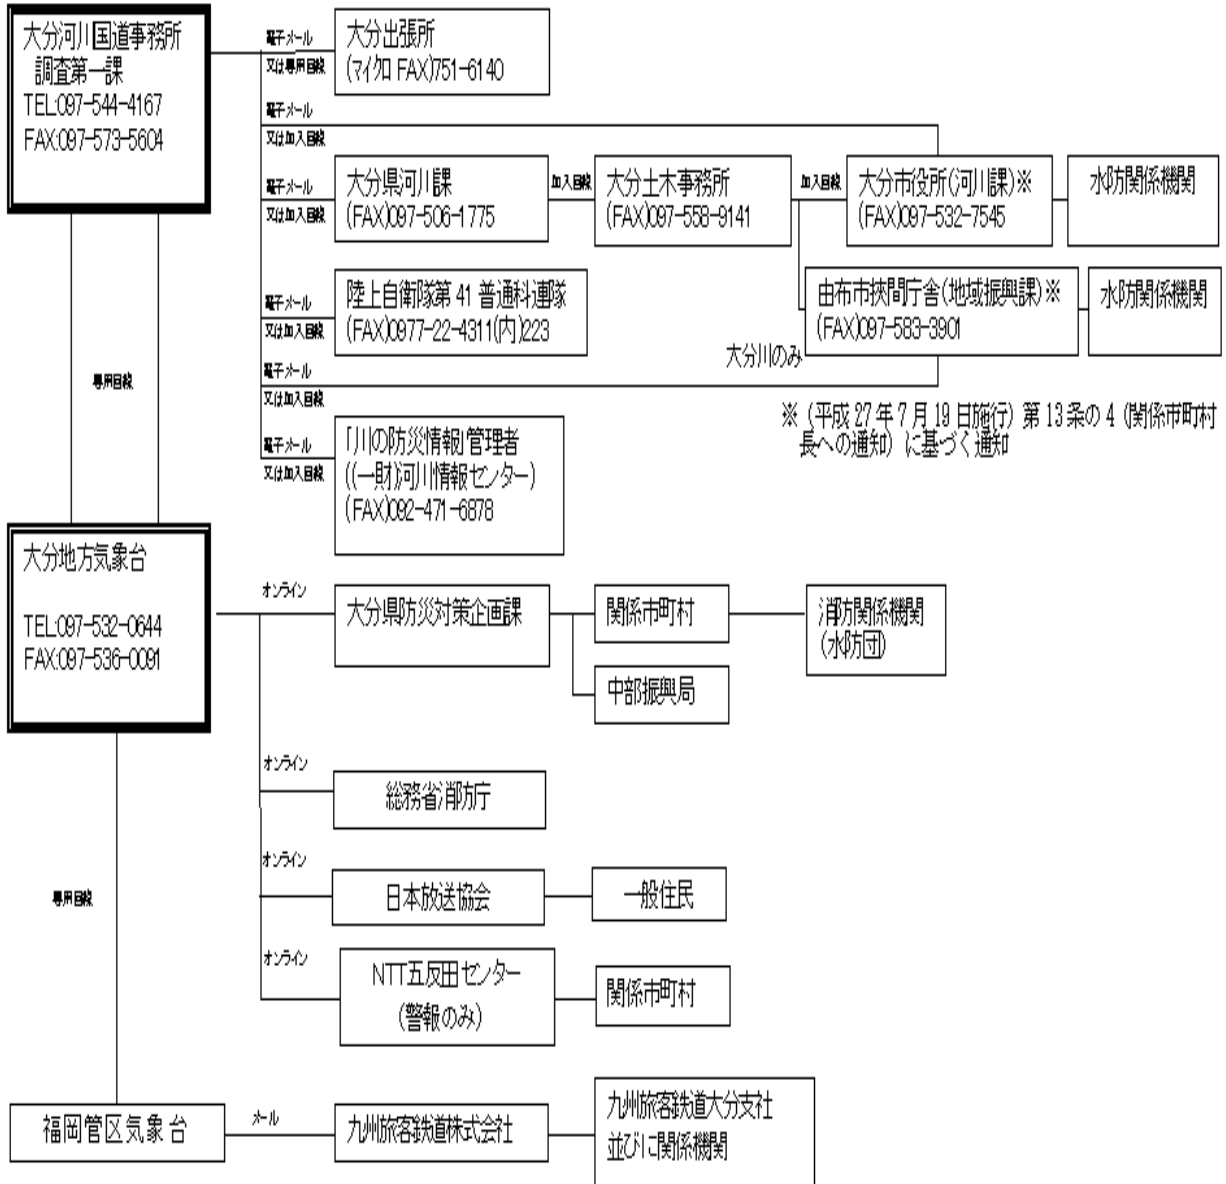 大分河川国道事務所
調査第一課
TEL:097-544-4167
FAX:097-573-5604
電子メール
又は専用回線
大分出張所
(マイクロ FAX)751-6140
電子メール
又は加入回線
電子メール
又は加入回線
大分県河川課
(FAX)097-506-1775
加入回線
大分土木事務所
(FAX)097-558-9141
加入回線
大分市役所(河川課)※
(FAX)097-532-7545
水防関係機関
電子メール
又は加入回線
陸上自衛隊第 41 普通科連隊
(FAX)0977-22-4311(内)223
由布市挾間庁舎(地域振興課)※
(FAX)097-583-3901
水防関係機関
大分川のみ
電子メール
又は加入回線
専用回線
※ (平成 27 年 7 月 19 日施行) 第 13 条の 4 (関係市町村
長への通知) に基づく通知
電子メール
又は加入回線
「川の防災情報」管理者
((一財)河川情報センター)
(FAX)092-471-6878
大分地方気象台
TEL:097-532-0644
FAX:097-536-0091
オンライン
大分県防災対策企画課
関係市町村
消防関係機関
(水防団)
中部振興局
オンライン
総務省消防庁
オンライン
日本放送協会
一般住民
専用回線
オンライン
NTT五反田センター
(警報のみ)
関係市町村
福岡管区気象台
メール
九州旅客鉄道株式会社
九州旅客鉄道大分支社
並びに関係機関